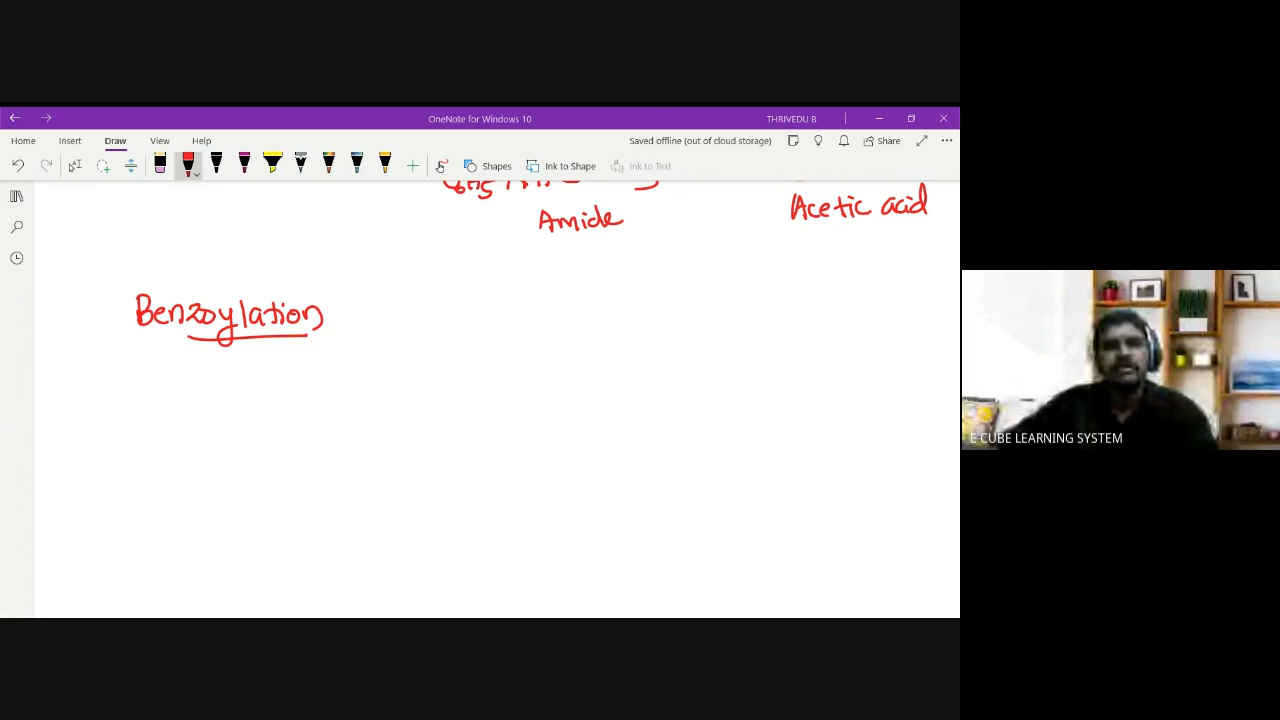 OneNote for Windows 10
THRIVEDU B
Home Insert Draw View Help
Saved offline (out of cloud storage)
Share
Shapes
Ink to Shape
Ink to Text
Amide
Acetic acid
Benzoylation
E CUBE LEARNING SYSTEM